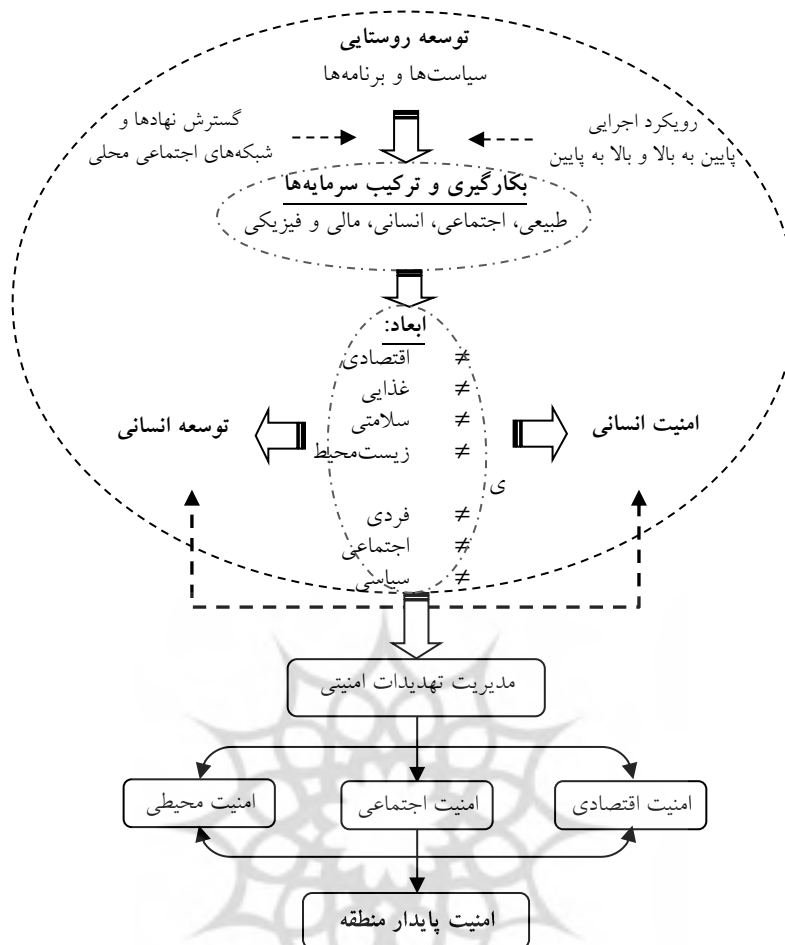 توسعه روستایی
سیاست‌ها و برنامه‌ها
رویکرد اجرایی
پایین به بالا و بالا به پایین
گسترش نهادها و
شبکه‌های اجتماعی محلی
بکارگیری و ترکیب سرمایه‌ها
طبیعی، اجتماعی، انسانی، مالی و فیزیکی
ابعاد:
≠ اقتصادی
≠ غذایی
≠ سلامتی
≠ زیست‌محیط
ی
≠ فردی
≠ اجتماعی
≠ سیاسی
امنیت انسانی
توسعه انسانی
مدیریت تهدیدات امنیتی
امنیت اقتصادی
امنیت اجتماعی
امنیت محیطی
امنیت پایدار منطقه